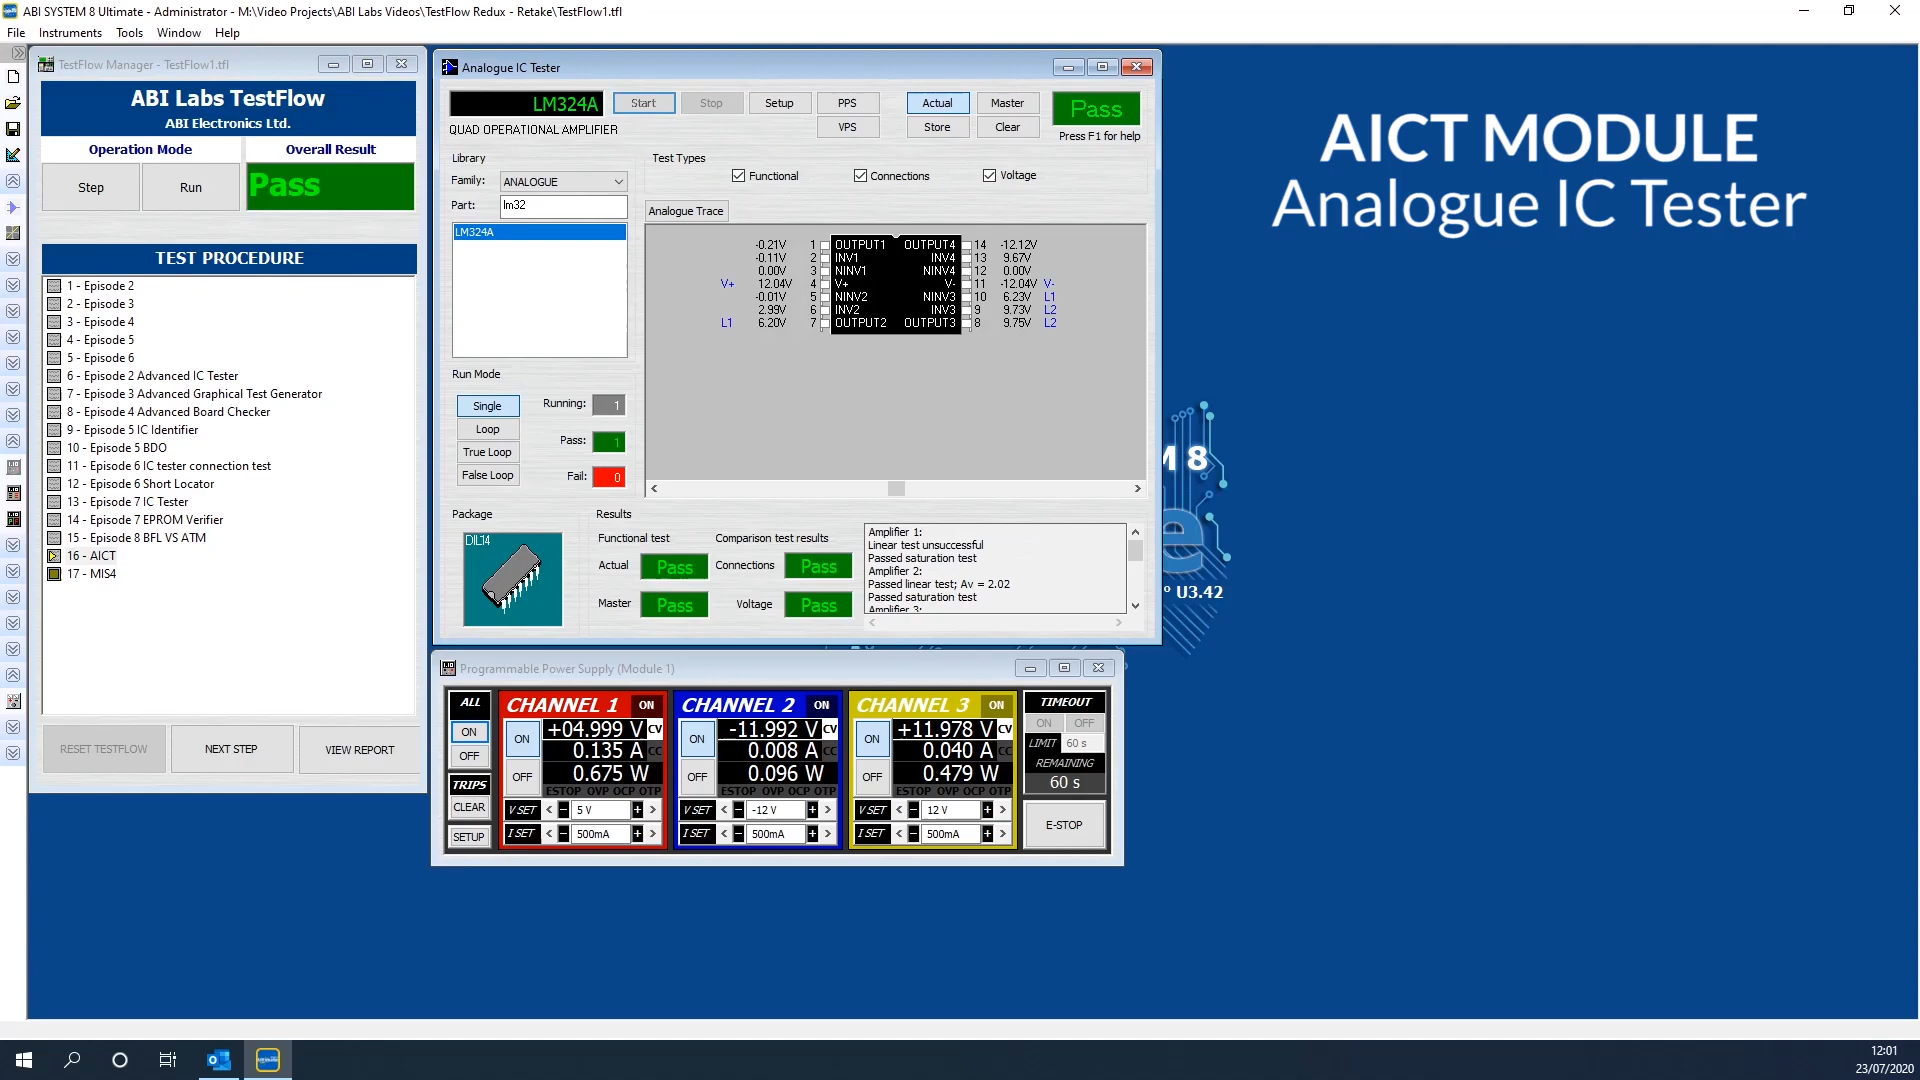 ABI SYSTEM 8 Ultimate - Administrator - M:\Video Projects\ABI Labs Videos\TestFlow Redux - Retake\TestFlow1.tfl
File Instruments Tools Window Help
TestFlow Manager - TestFlow1.tfl
ABI Labs TestFlow
ABI Electronics Ltd.
Operation Mode Overall Result
Step Run Pass
TEST PROCEDURE
1 - Episode 2
2 - Episode 3
3 - Episode 4
4 - Episode 5
5 - Episode 6
6 - Episode 2 Advanced IC Tester
7 - Episode 3 Advanced Graphical Test Generator
8 - Episode 4 Advanced Board Checker
9 - Episode 5 IC Identifier
10 - Episode 5 BDO
11 - Episode 6 IC tester connection test
12 - Episode 6 Short Locator
13 - Episode 7 IC Tester
14 - Episode 7 EPROM Verifier
15 - Episode 8 BFL VS ATM
16 - AICT
17 - MIS4
RESET TESTFLOW NEXT STEP VIEW REPORT
Analogue IC Tester
LM324A Start Stop Setup PPS Actual Master Pass
QUAD OPERATIONAL AMPLIFIER VPS Store Clear Press F1 for help
Library
Family: ANALOGUE
Part: lm32
LM324A
Test Types
Functional Connections Voltage
Analogue Trace
-0.21V 1 OUTPUT1 OUTPUT4 14 -12.12V
-0.11V 2 INV1 INV4 13 9.67V
0.00V 3 NINV1 NINV4 12 0.00V
V+ 12.04V 4 V+ V- 11 -12.04V V-
-0.01V 5 NINV2 NINV3 10 6.23V L1
2.99V 6 INV2 INV3 9 9.73V L2
L1 6.20V 7 OUTPUT2 OUTPUT3 8 9.75V L2
Run Mode
Single Running: 1
Loop
Pass: 1
True Loop
False Loop Fail: 0
Package
DIL14
Results
Functional test Comparison test results
Actual Pass Connections Pass
Master Pass Voltage Pass
Amplifier 1:
Linear test unsuccessful
Passed saturation test
Amplifier 2:
Passed linear test; Av = 2.02
Passed saturation test
Amplifier 3:
Programmable Power Supply (Module 1)
ALL
ON
OFF
TRIPS
CLEAR
SETUP
CHANNEL 1 ON
ON +04.999 V CV
0.135 A CC
OFF 0.675 W
ESTOP OVP OCP OTP
V SET 5 V
I SET 500mA
CHANNEL 2 ON
ON -11.992 V CV
0.008 A CC
OFF 0.096 W
ESTOP OVP OCP OTP
V SET -12 V
I SET 500mA
CHANNEL 3 ON
ON +11.978 V CV
0.040 A CC
OFF 0.479 W
ESTOP OVP OCP OTP
V SET 12 V
I SET 500mA
TIMEOUT
ON OFF
LIMIT 60 s
REMAINING
60 s
E-STOP
AICT MODULE
Analogue IC Tester
M 8
e
U3.42
12:01
23/07/2020